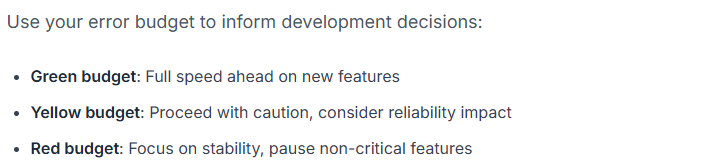 Use your error budget to inform development decisions:
• Green budget: Full speed ahead on new features
• Yellow budget: Proceed with caution, consider reliability impact
• Red budget: Focus on stability, pause non-critical features